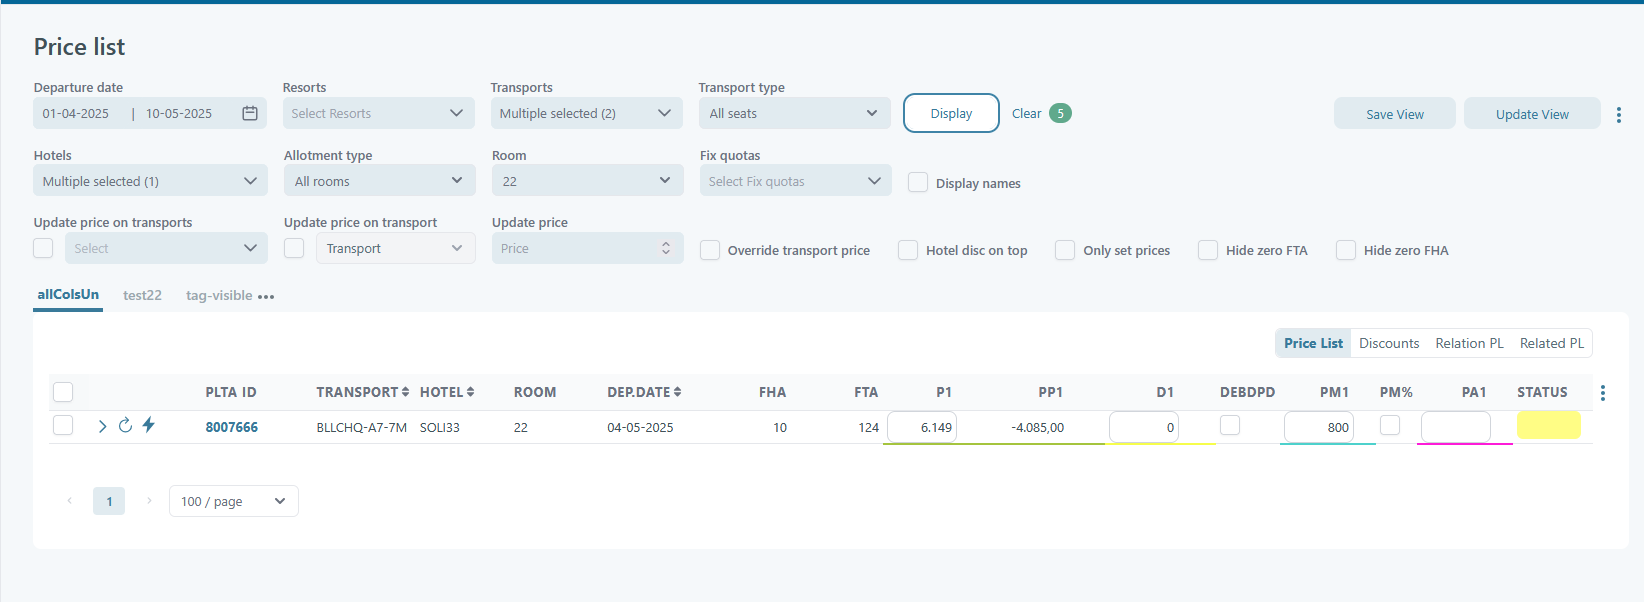 Price list
Departure date Resorts Transports Transport type
01-04-2025 | 10-05-2025 Select Resorts Multiple selected (2) All seats Display Clear 5 Save View Update View
Hotels Allotment type Room Fix quotas
Multiple selected (1) All rooms 22 Select Fix quotas Display names
Update price on transports Update price on transport Update price
Select Transport Price Override transport price Hotel disc on top Only set prices Hide zero FTA Hide zero FHA
allColsUn test22 tag-visible
Price List Discounts Relation PL Related PL
PLTA ID TRANSPORT HOTEL ROOM DEP.DATE FHA FTA P1 PP1 D1 DEBDPD PM1 PM% PA1 STATUS
8007666 BLLCHQ-A7-7M SOLI33 22 04-05-2025 10 124 6.149 -4.085,00 0 800
1 100 / page